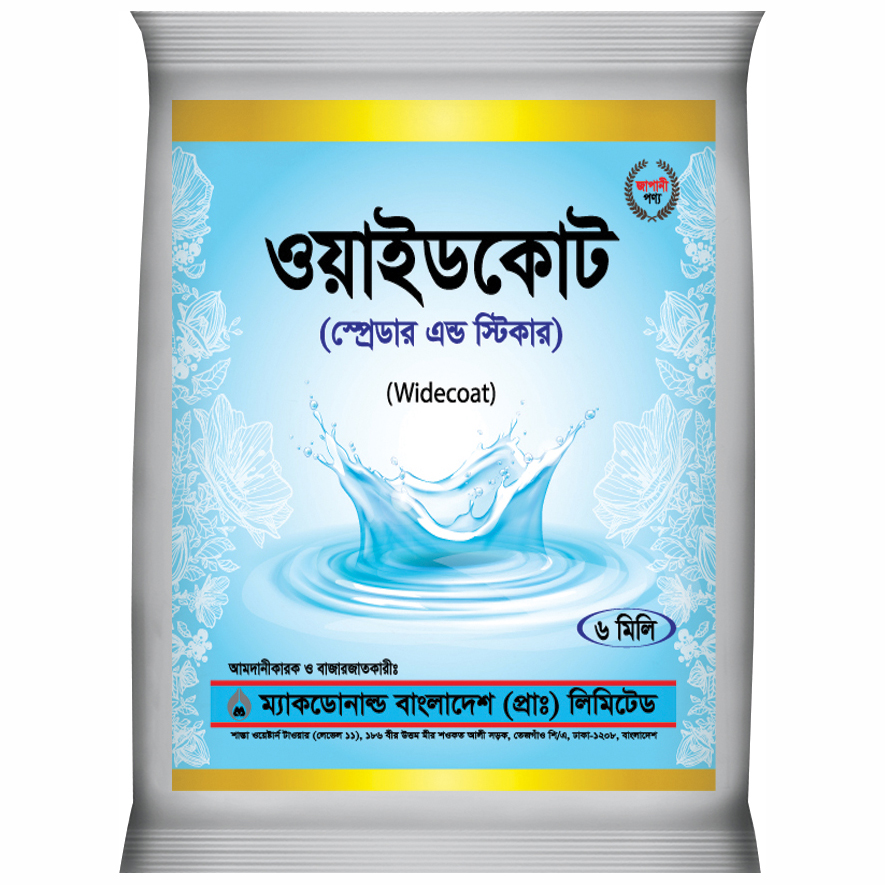 জাপানী
পণ্য
ওয়াইডকোট
(স্প্রেডার এন্ড স্টিকার)
(Widecoat)
৬ মিলি
আমদানীকারক ও বাজারজাতকারীঃ
ম্যাকডোনাল্ড বাংলাদেশ (প্রাঃ) লিমিটেড
শান্তা ওয়েষ্টার্ন টাওয়ার (লেভেল ১১), ১৮৬ বীর উত্তম মীর শওকত আলী সড়ক, তেজগাঁও শি/এ, ঢাকা-১২০৮, বাংলাদেশ